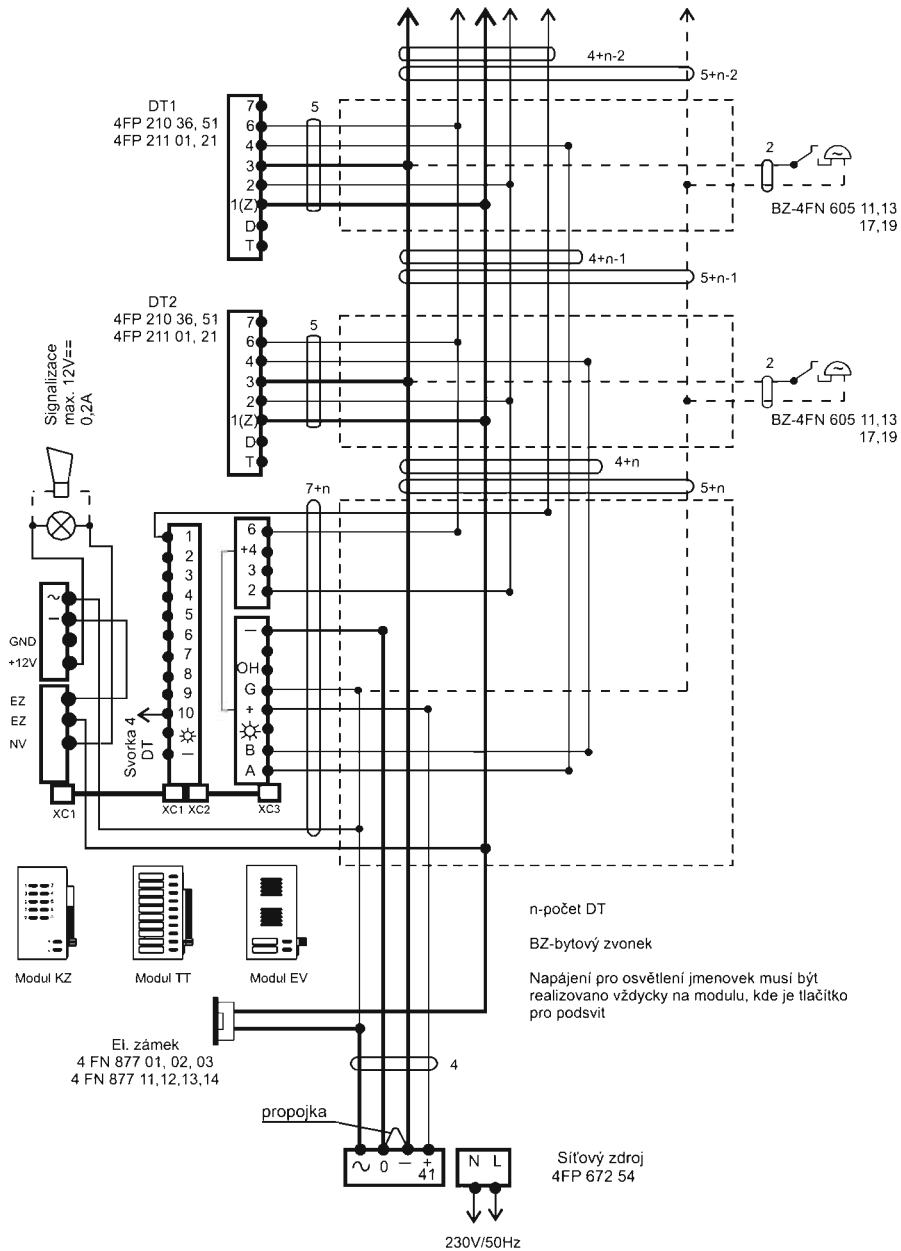 4+n-2
5+n-2
DT1
4FP 210 36, 51
4FP 211 01, 21
7
6
4
3
2
1(Z)
D
T
5
2
BZ-4FN 605 11,13
17,19
4+n-1
5+n-1
DT2
4FP 210 36, 51
4FP 211 01, 21
7
6
4
3
2
1(Z)
D
T
5
2
BZ-4FN 605 11,13
17,19
4+n
5+n
7+n
Signalizace
max. 12V==
0,2A
~
—
GND
+12V
EZ
EZ
NV
XC1
1
2
3
4
5
6
7
8
9
10
—
Svorka 4
DT
XC1
XC2
6
+4
3
2
—
OH
G
+
B
A
XC3
Modul KZ
Modul TT
Modul EV
n-počet DT
BZ-bytový zvonek
Napájení pro osvětlení jmenovek musí být
realizovano vždycky na modulu, kde je tlačítko
pro podsvit
El. zámek
4 FN 877 01, 02, 03
4 FN 877 11,12,13,14
4
propojka
~ 0 — +
41
N L
Síťový zdroj
4FP 672 54
230V/50Hz